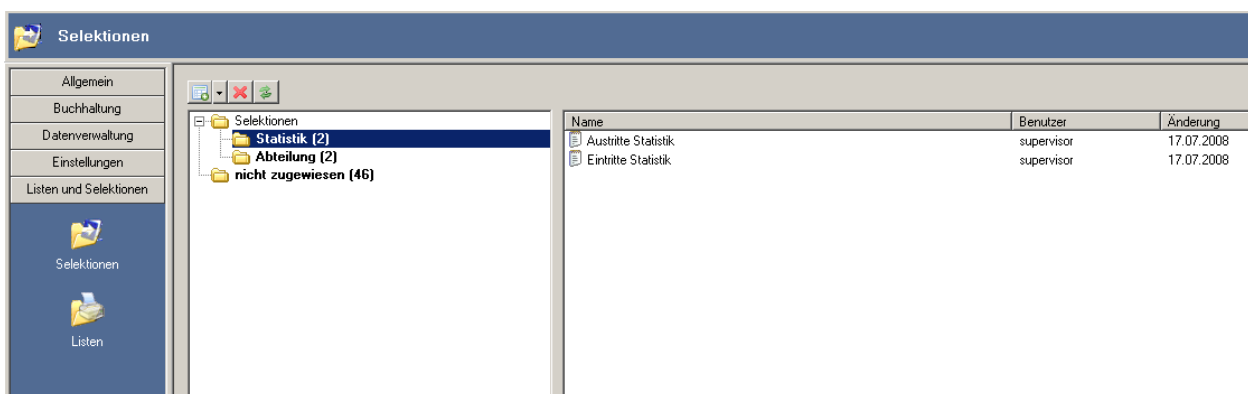 Selektionen
Allgemein
Buchhaltung
Datenverwaltung
Einstellungen
Listen und Selektionen
Selektionen
Listen
Selektionen
Statistik (2)
Abteilung (2)
nicht zugewiesen (46)
Name Benutzer Änderung
Austritte Statistik supervisor 17.07.2008
Eintritte Statistik supervisor 17.07.2008